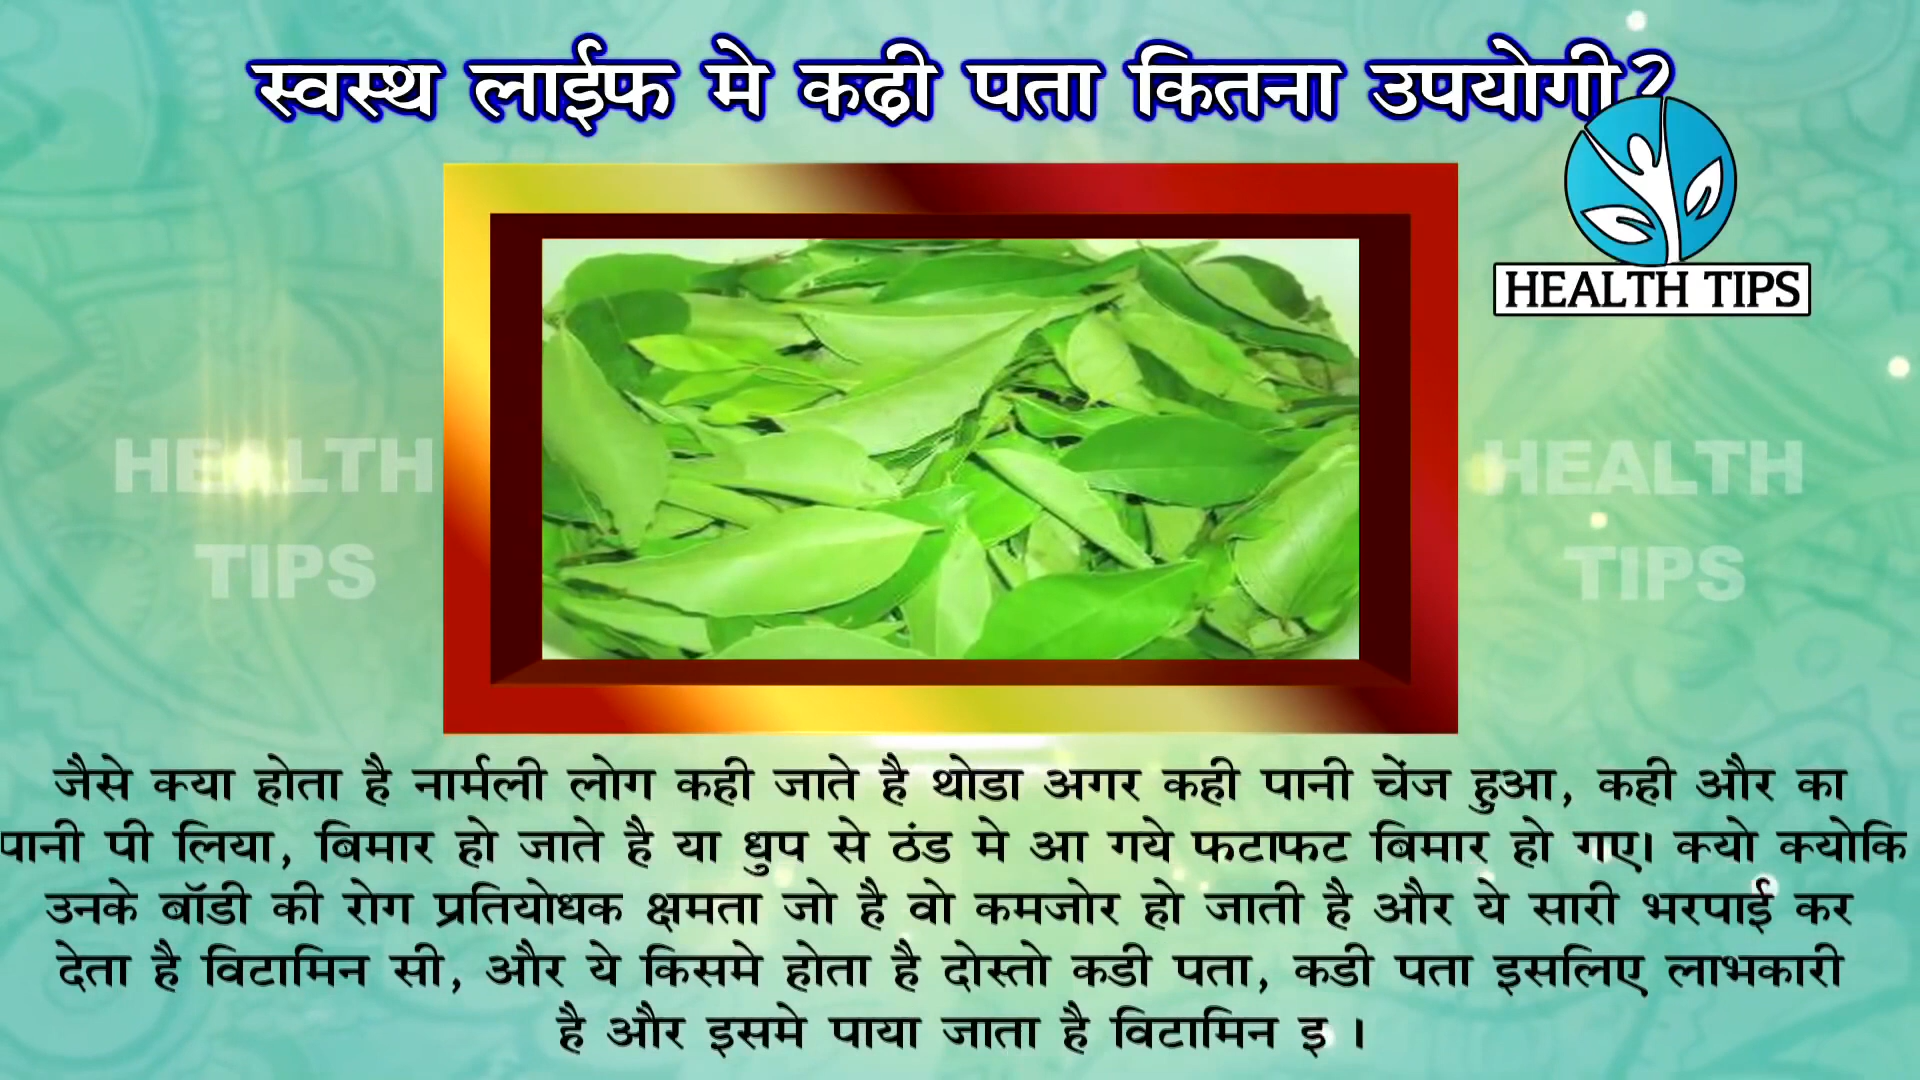 स्वस्थ लाईफ मे कढी पता कितना उपयोगी?
HEALTH TIPS
HEALTH
TIPS
HEALTH
TIPS
जैसे क्या होता है नार्मली लोग कही जाते है थोडा अगर कही पानी चेंज हुआ, कही और का
पानी पी लिया, बिमार हो जाते है या धुप से ठंड मे आ गये फटाफट बिमार हो गए। क्यो क्योकि
उनके बॉडी की रोग प्रतियोधक क्षमता जो है वो कमजोर हो जाती है और ये सारी भरपाई कर
देता है विटामिन सी, और ये किसमे होता है दोस्तो कडी पता, कडी पता इसलिए लाभकारी
है और इसमे पाया जाता है विटामिन इ ।